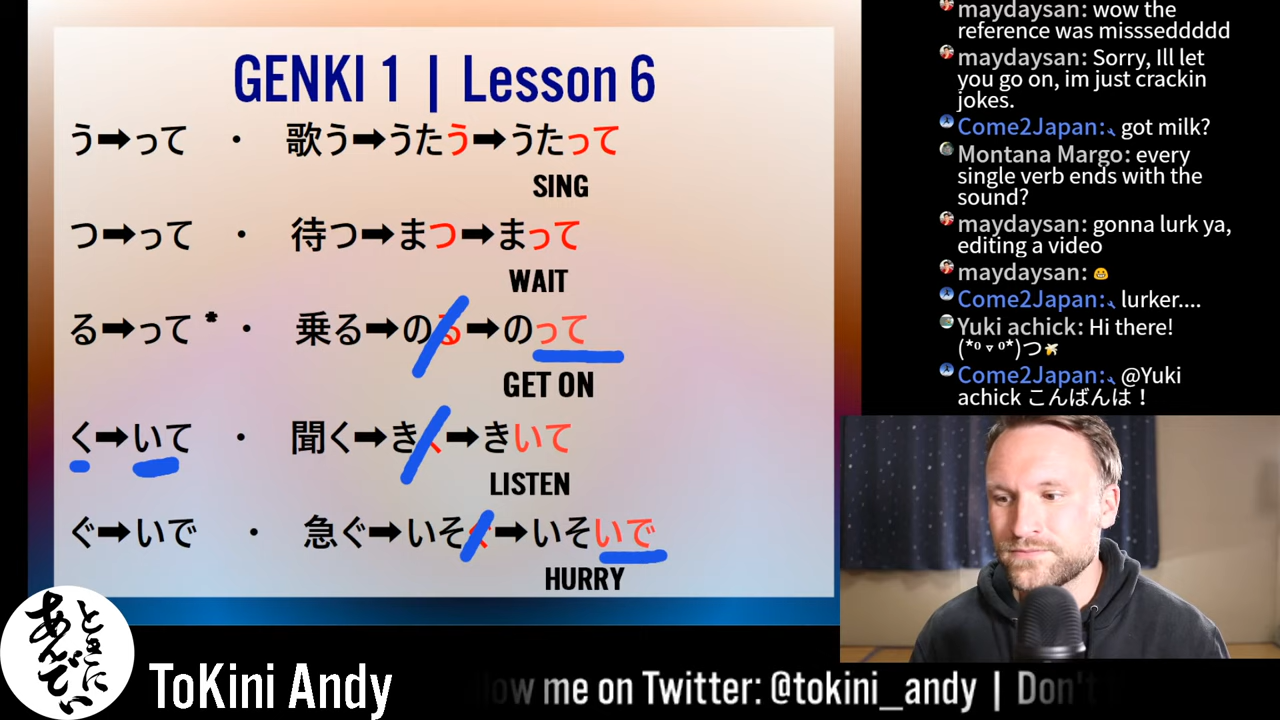 GENKI 1 | Lesson 6
う➡って ・ 歌う➡うたう➡うたって
SING
つ➡って ・ 待つ➡まつ➡まって
WAIT
る➡って * ・ 乗る➡のる➡のって
GET ON
く➡いて ・ 聞く➡きく➡きいて
LISTEN
ぐ➡いで ・ 急ぐ➡いそぐ➡いそいで
HURRY
maydaysan: wow the
reference was missseddddd
maydaysan: Sorry, Ill let
you go on, im just crackin
jokes.
Come2Japan:、 got milk?
Montana Margo: every
single verb ends with the
sound?
maydaysan: gonna lurk ya,
editing a video
maydaysan: 😁
Come2Japan:、 lurker....
Yuki achick: Hi there!
(*⁰ ▿ ⁰*)つ
Come2Japan:、 @Yuki
achick こんばんは！
ときに
あんでぃ
ToKini Andy
low me on Twitter: @tokini_andy | Don't